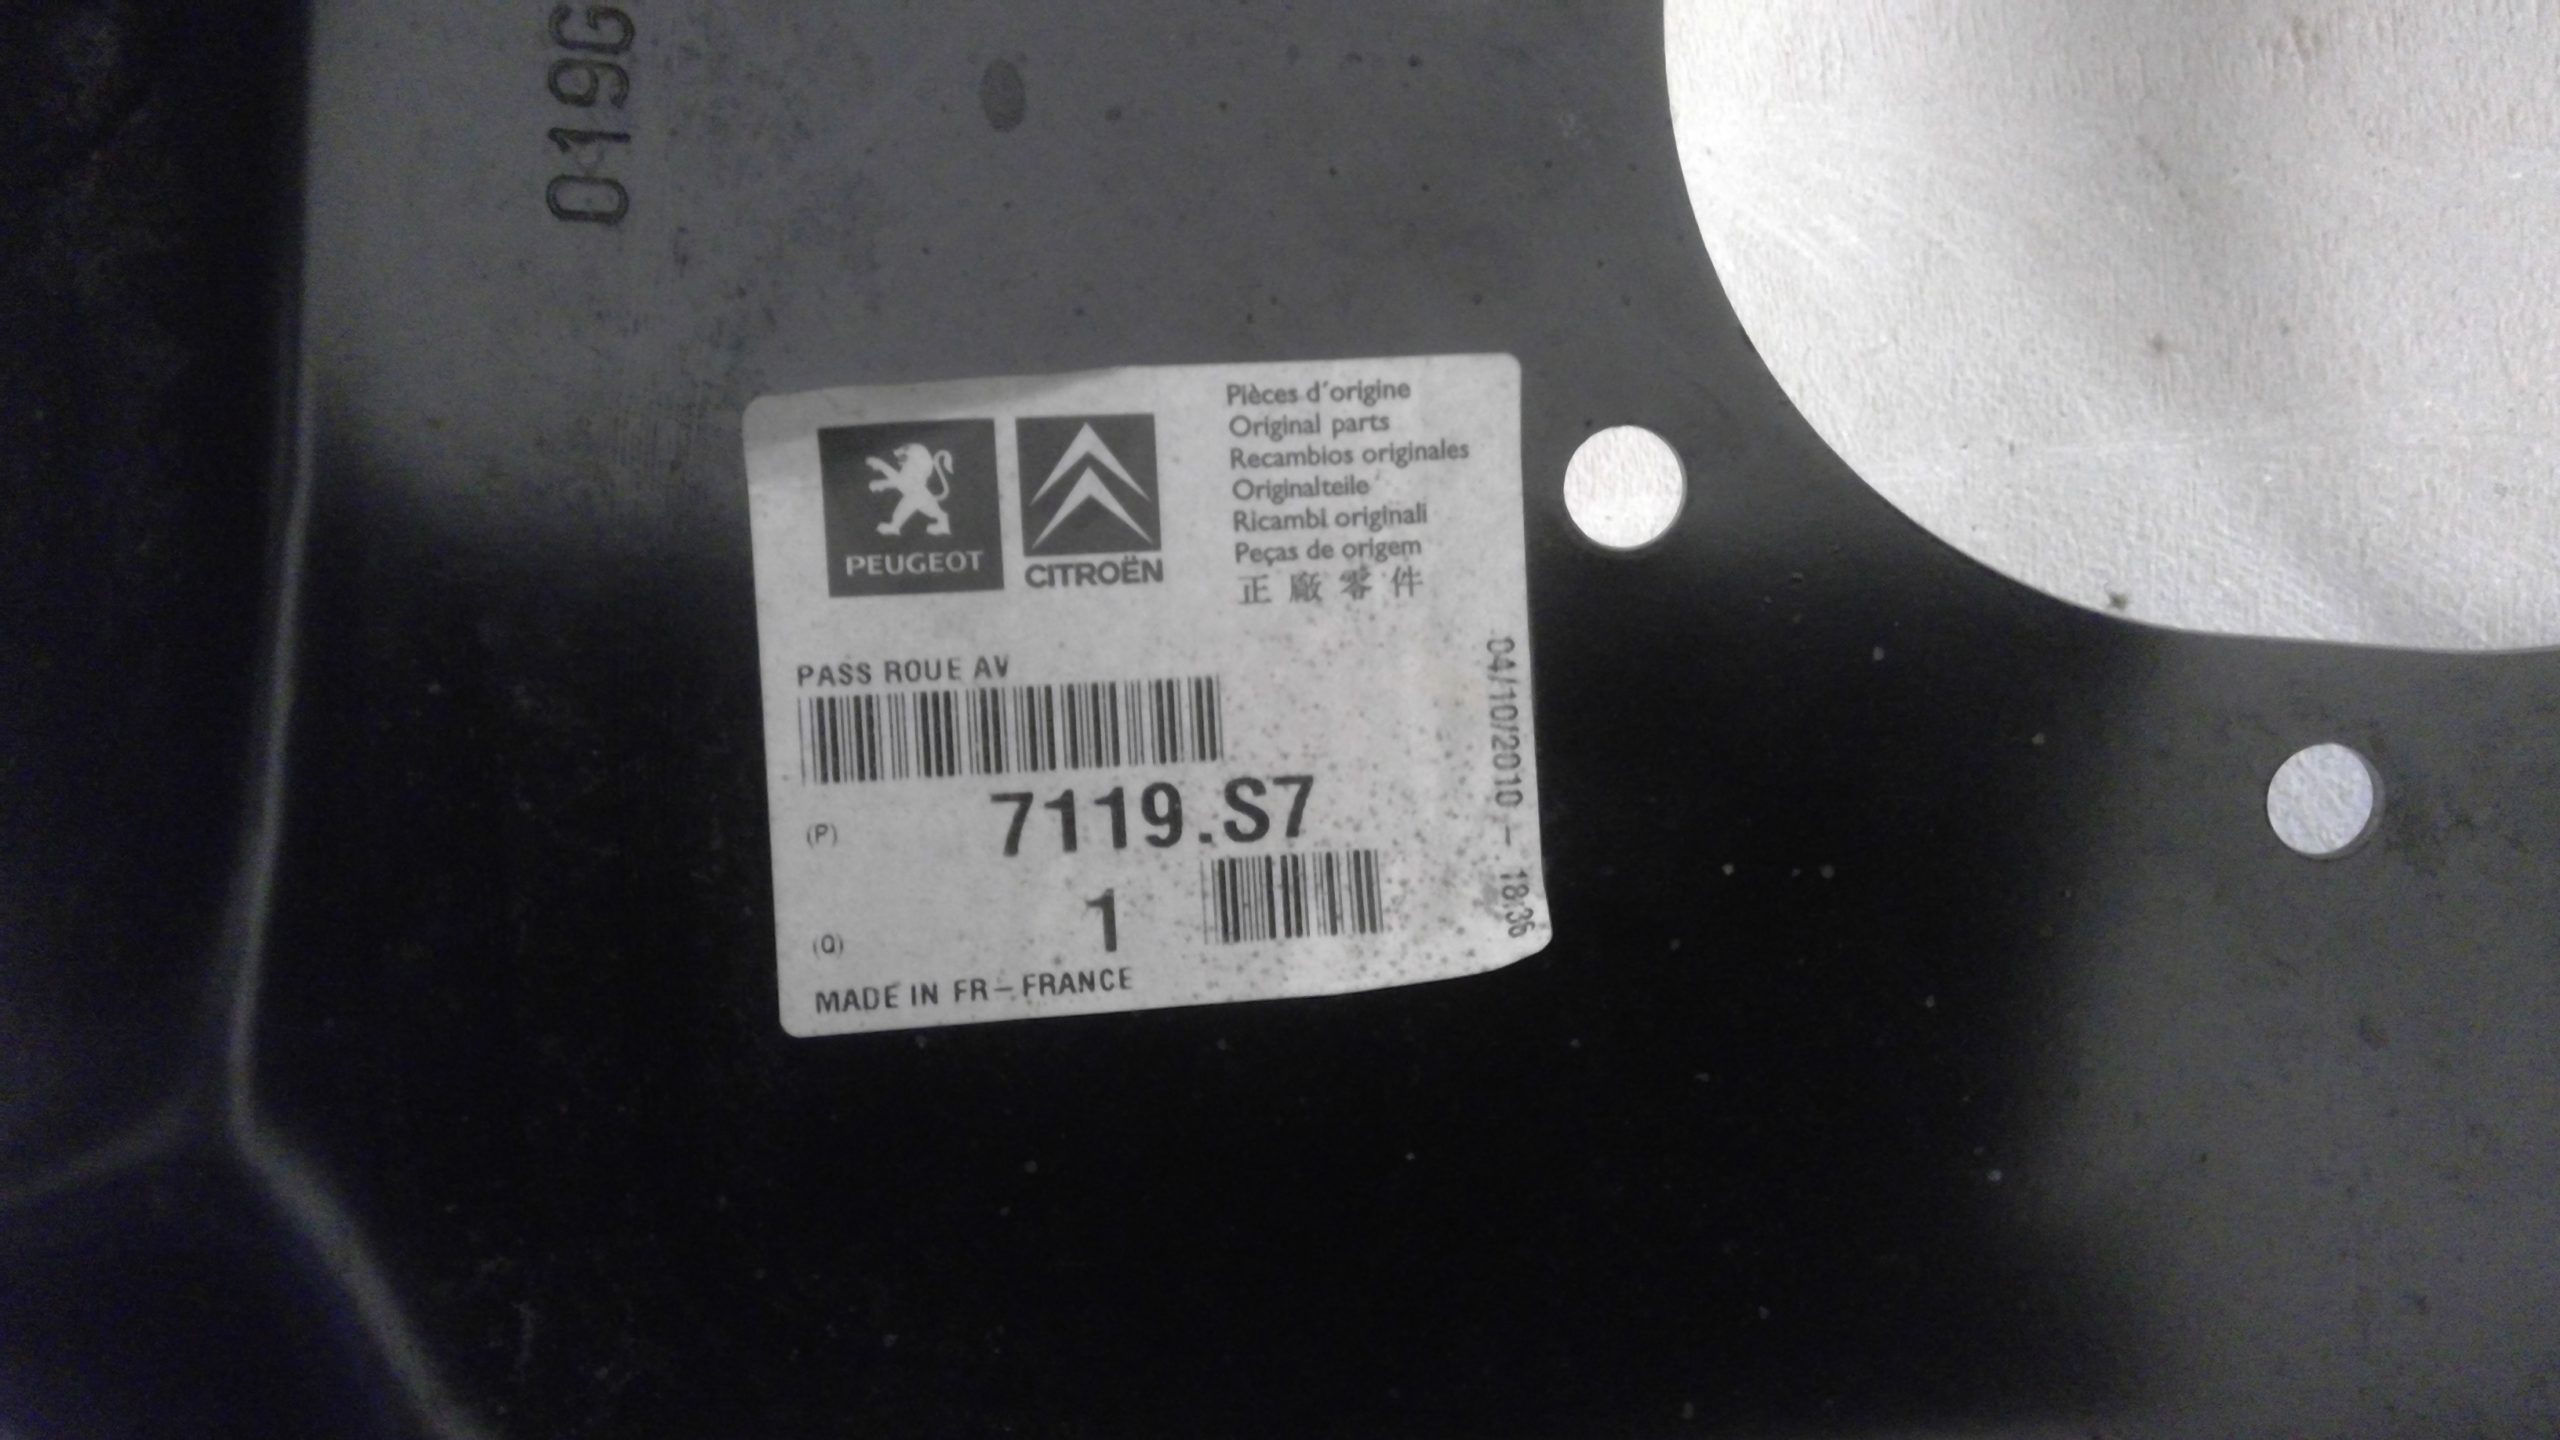 019G
Pièces d'origine
Original parts
Recambios originales
Originalteile
Ricambi originali
Peças de origem
正廠零件
PEUGEOT
CITROËN
PASS ROUE AV
(P) 7119.S7
(Q) 1
MADE IN FR - FRANCE
04/10/2010 - 18:36